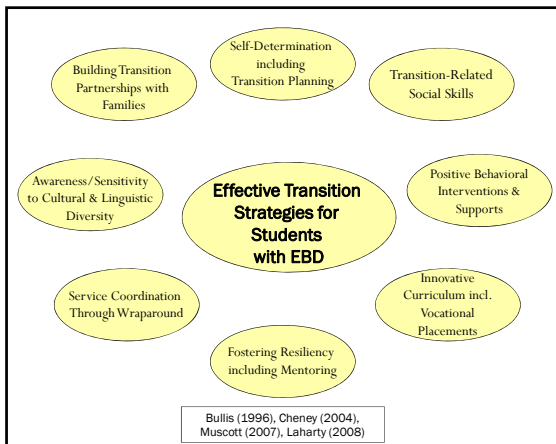 Self-Determination
including
Transition Planning
Building Transition
Partnerships with
Families
Transition-Related
Social Skills
Awareness/Sensitivity
to Cultural & Linguistic
Diversity
Effective Transition
Strategies for
Students
with EBD
Positive Behavioral
Interventions &
Supports
Service Coordination
Through Wraparound
Innovative
Curriculum incl.
Vocational
Placements
Fostering Resiliency
including Mentoring
Bullis (1996), Cheney (2004),
Muscott (2007), Laharty (2008)